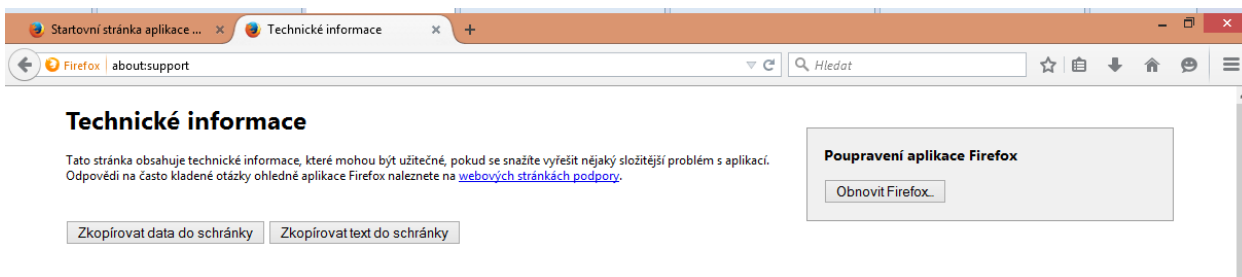 Startovní stránka aplikace ...
Technické informace
Firefox
about:support
Hledat
Technické informace
Tato stránka obsahuje technické informace, které mohou být užitečné, pokud se snažíte vyřešit nějaký složitější problém s aplikací.
Odpovědi na často kladené otázky ohledně aplikace Firefox naleznete na webových stránkách podpory.
Zkopírovat data do schránky
Zkopírovat text do schránky
Poupravení aplikace Firefox
Obnovit Firefox...